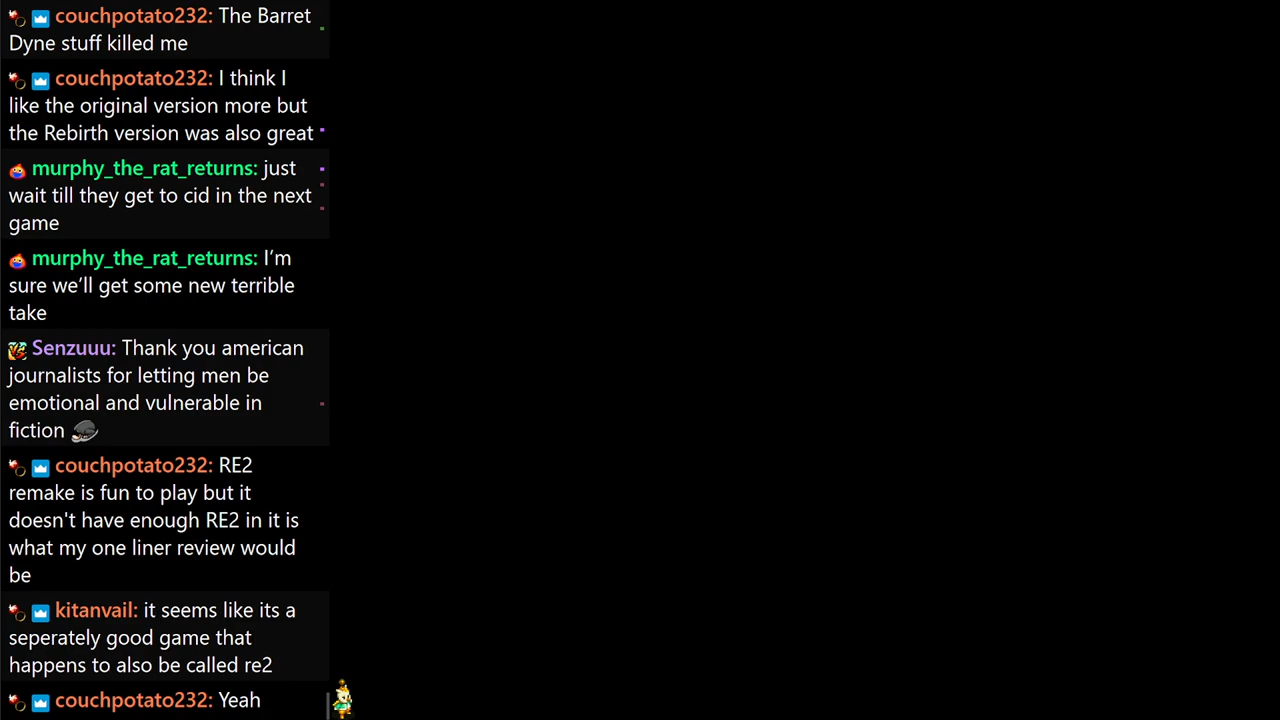 couchpotato232: The Barret
Dyne stuff killed me
couchpotato232: I think I
like the original version more but
the Rebirth version was also great
murphy_the_rat_returns: just
wait till they get to cid in the next
game
murphy_the_rat_returns: I’m
sure we’ll get some new terrible
take
Senzuuu: Thank you american
journalists for letting men be
emotional and vulnerable in
fiction
couchpotato232: RE2
remake is fun to play but it
doesn't have enough RE2 in it is
what my one liner review would
be
kitanvail: it seems like its a
seperately good game that
happens to also be called re2
couchpotato232: Yeah